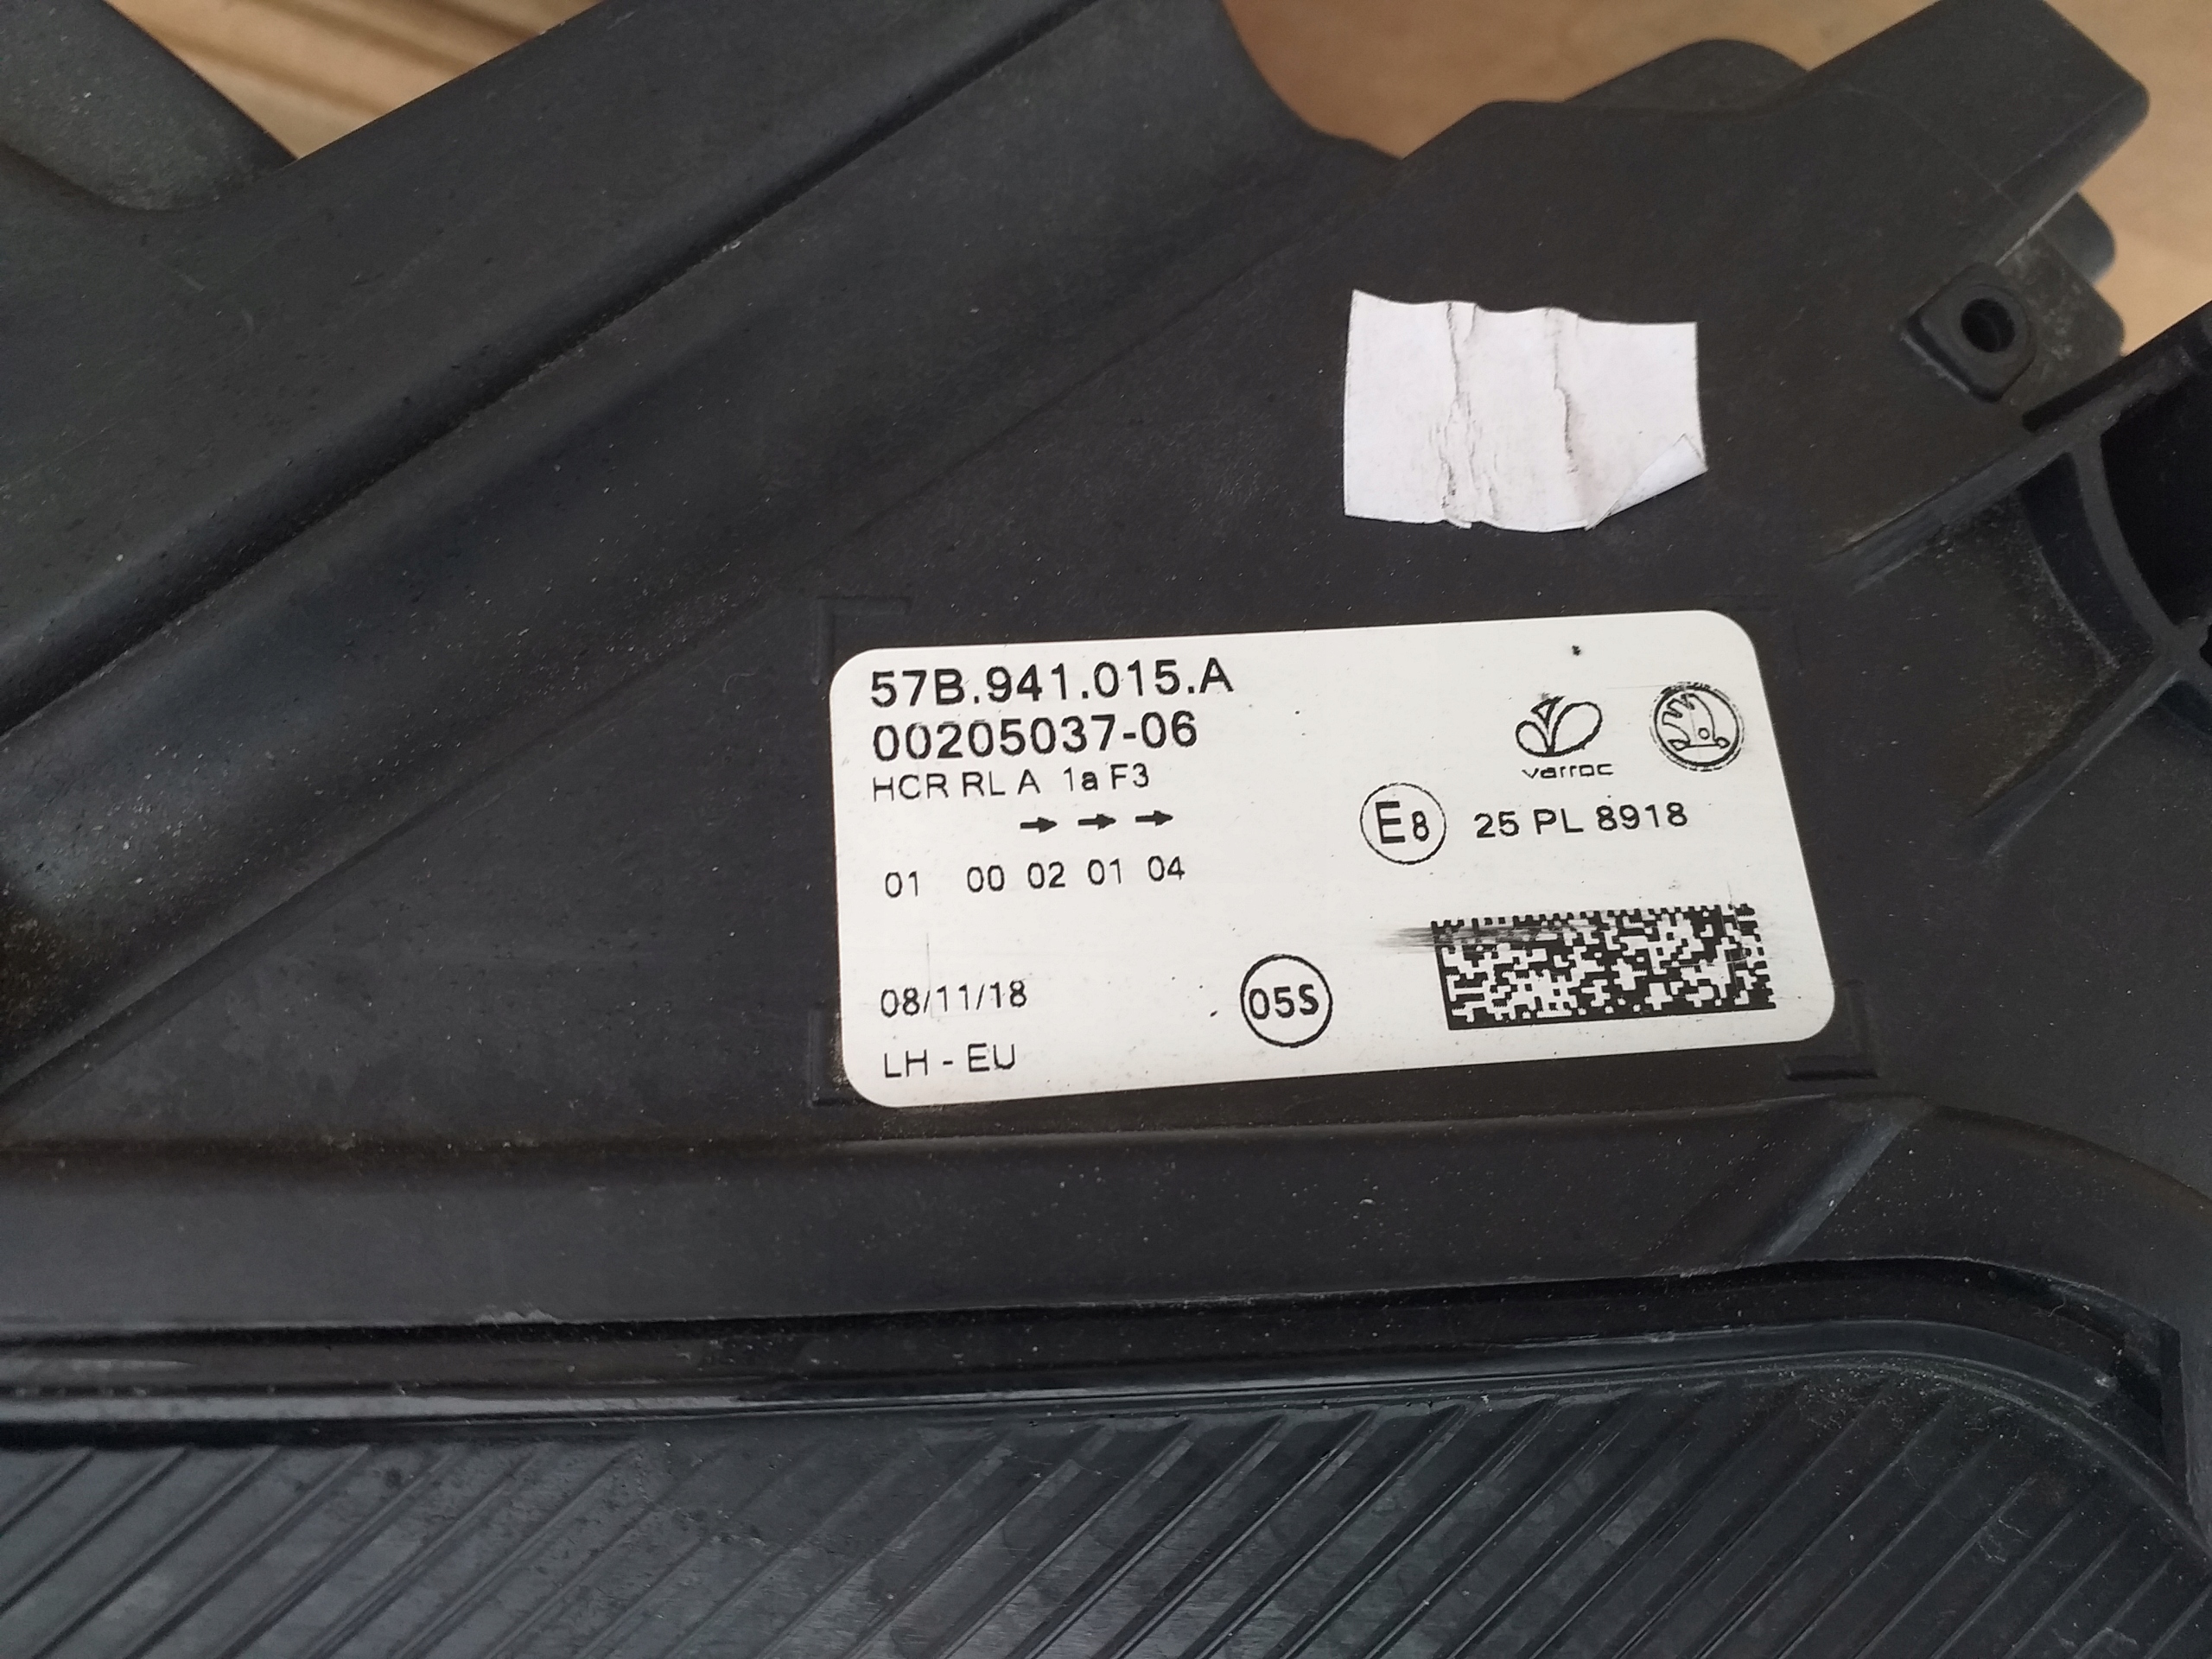 57B.941.015.A
00205037-06
HCR RL A 1a F3
→ → →
01 00 02 01 04
varroc
E8 25 PL 8918
08/11/18
05S
LH - EU